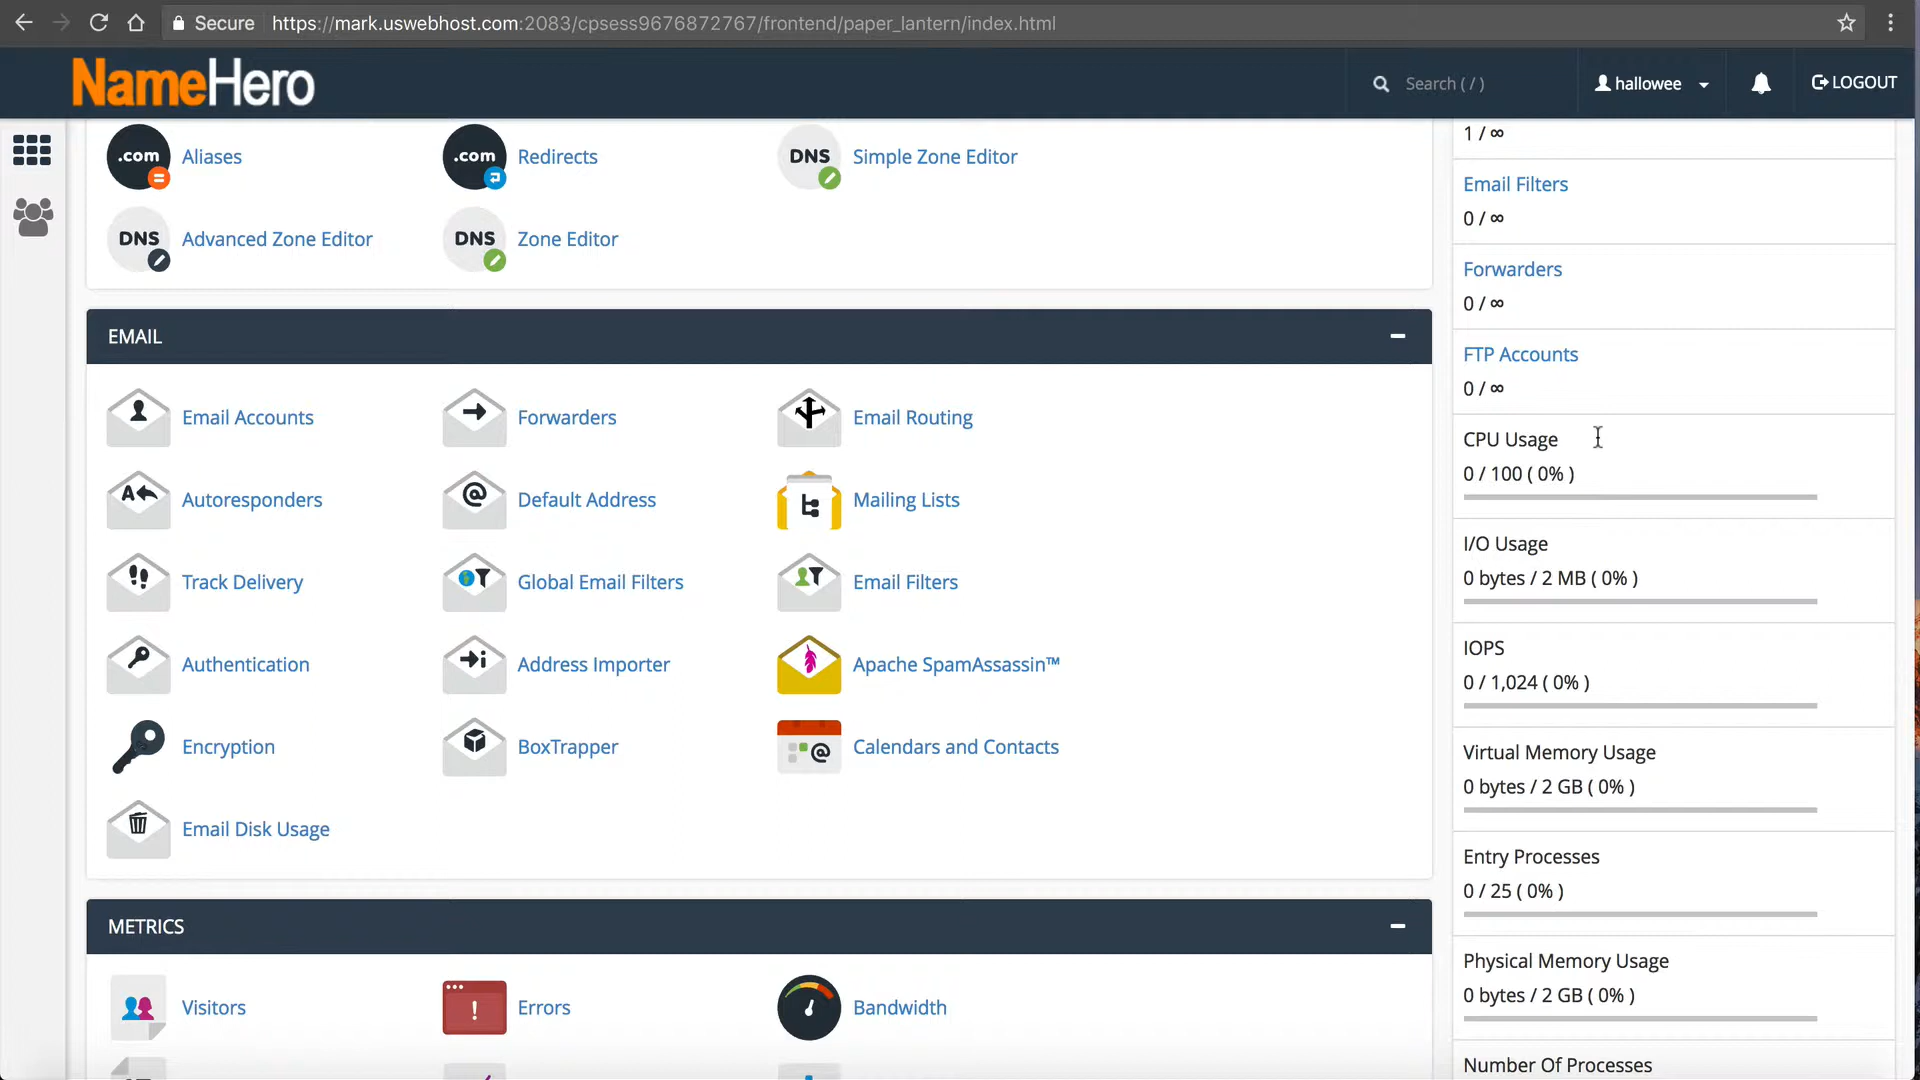 Secure https://mark.uswebhost.com:2083/cpsess9676872767/frontend/paper_lantern/index.html
NameHero
Search ( / )
hallowee
LOGOUT
.com Aliases
.com Redirects
DNS Simple Zone Editor
DNS Advanced Zone Editor
DNS Zone Editor
EMAIL
Email Accounts
Forwarders
Email Routing
A Autoresponders
@ Default Address
Mailing Lists
Track Delivery
Global Email Filters
Email Filters
Authentication
i Address Importer
Apache SpamAssassin™
Encryption
BoxTrapper
@ Calendars and Contacts
Email Disk Usage
METRICS
Visitors
! Errors
Bandwidth
1 / ∞
Email Filters
0 / ∞
Forwarders
0 / ∞
FTP Accounts
0 / ∞
CPU Usage
0 / 100 ( 0% )
I/O Usage
0 bytes / 2 MB ( 0% )
IOPS
0 / 1,024 ( 0% )
Virtual Memory Usage
0 bytes / 2 GB ( 0% )
Entry Processes
0 / 25 ( 0% )
Physical Memory Usage
0 bytes / 2 GB ( 0% )
Number Of Processes